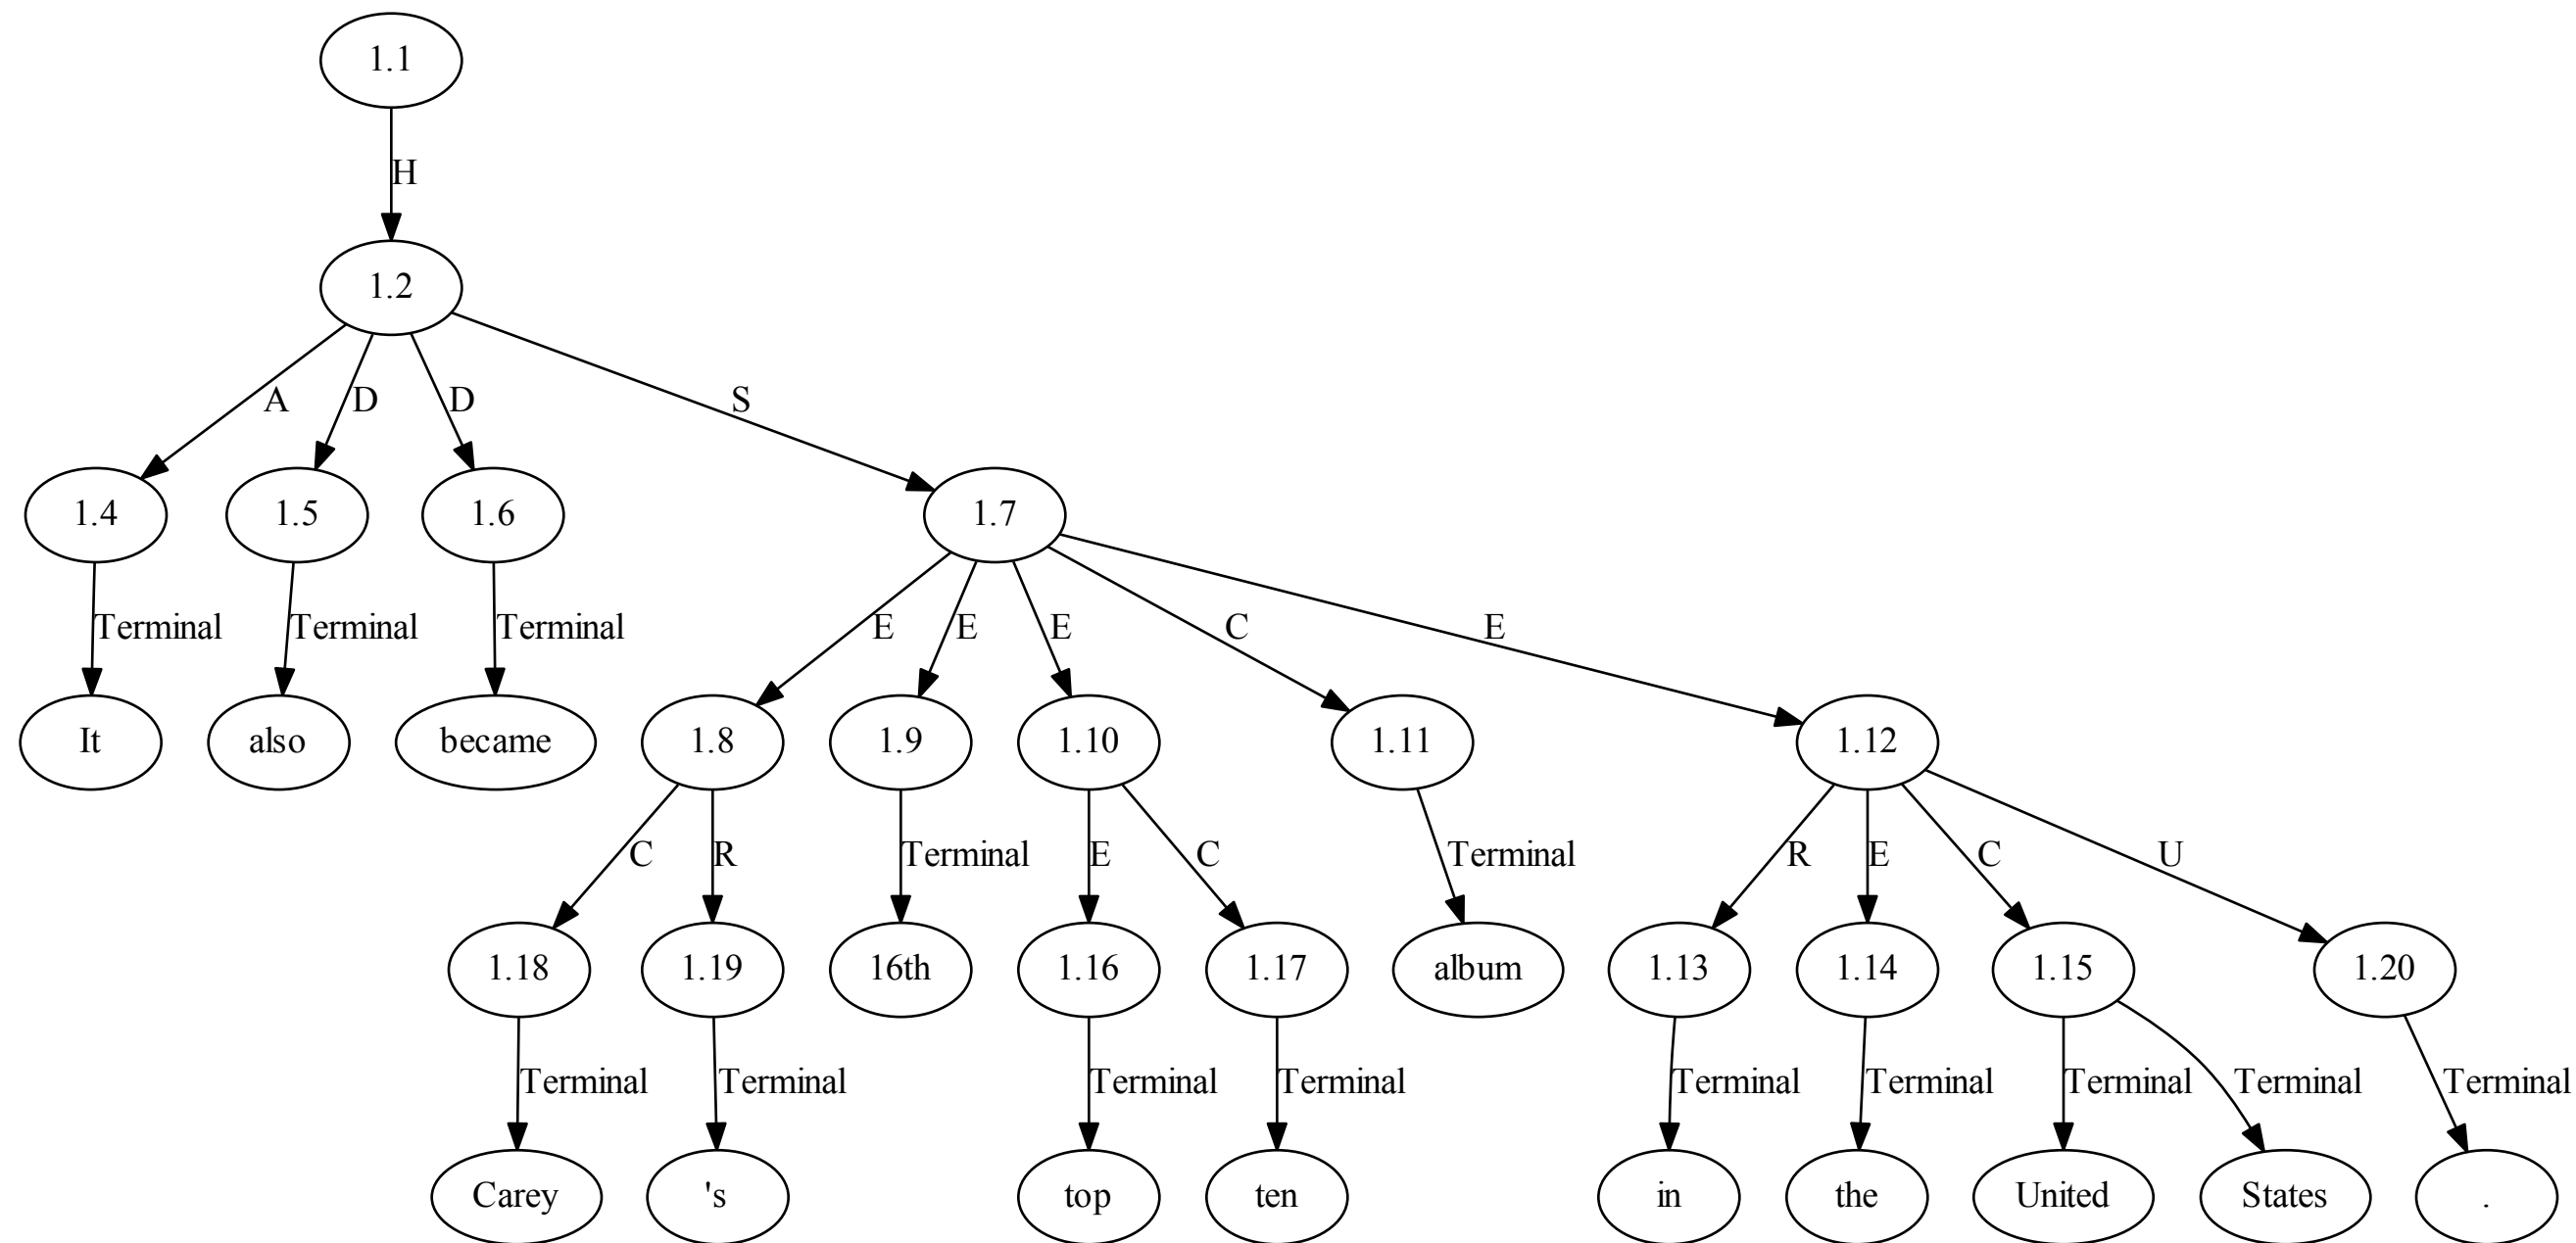 1.1
H
1.2
A D D S
1.4 1.5 1.6 1.7
Terminal Terminal Terminal E E E C E
It also became 1.8 1.9 1.10 1.11 1.12
C R Terminal E C Terminal R E C U
1.18 1.19 16th 1.16 1.17 album 1.13 1.14 1.15 1.20
Terminal Terminal Terminal Terminal Terminal Terminal Terminal Terminal Terminal
Carey 's top ten in the United States .